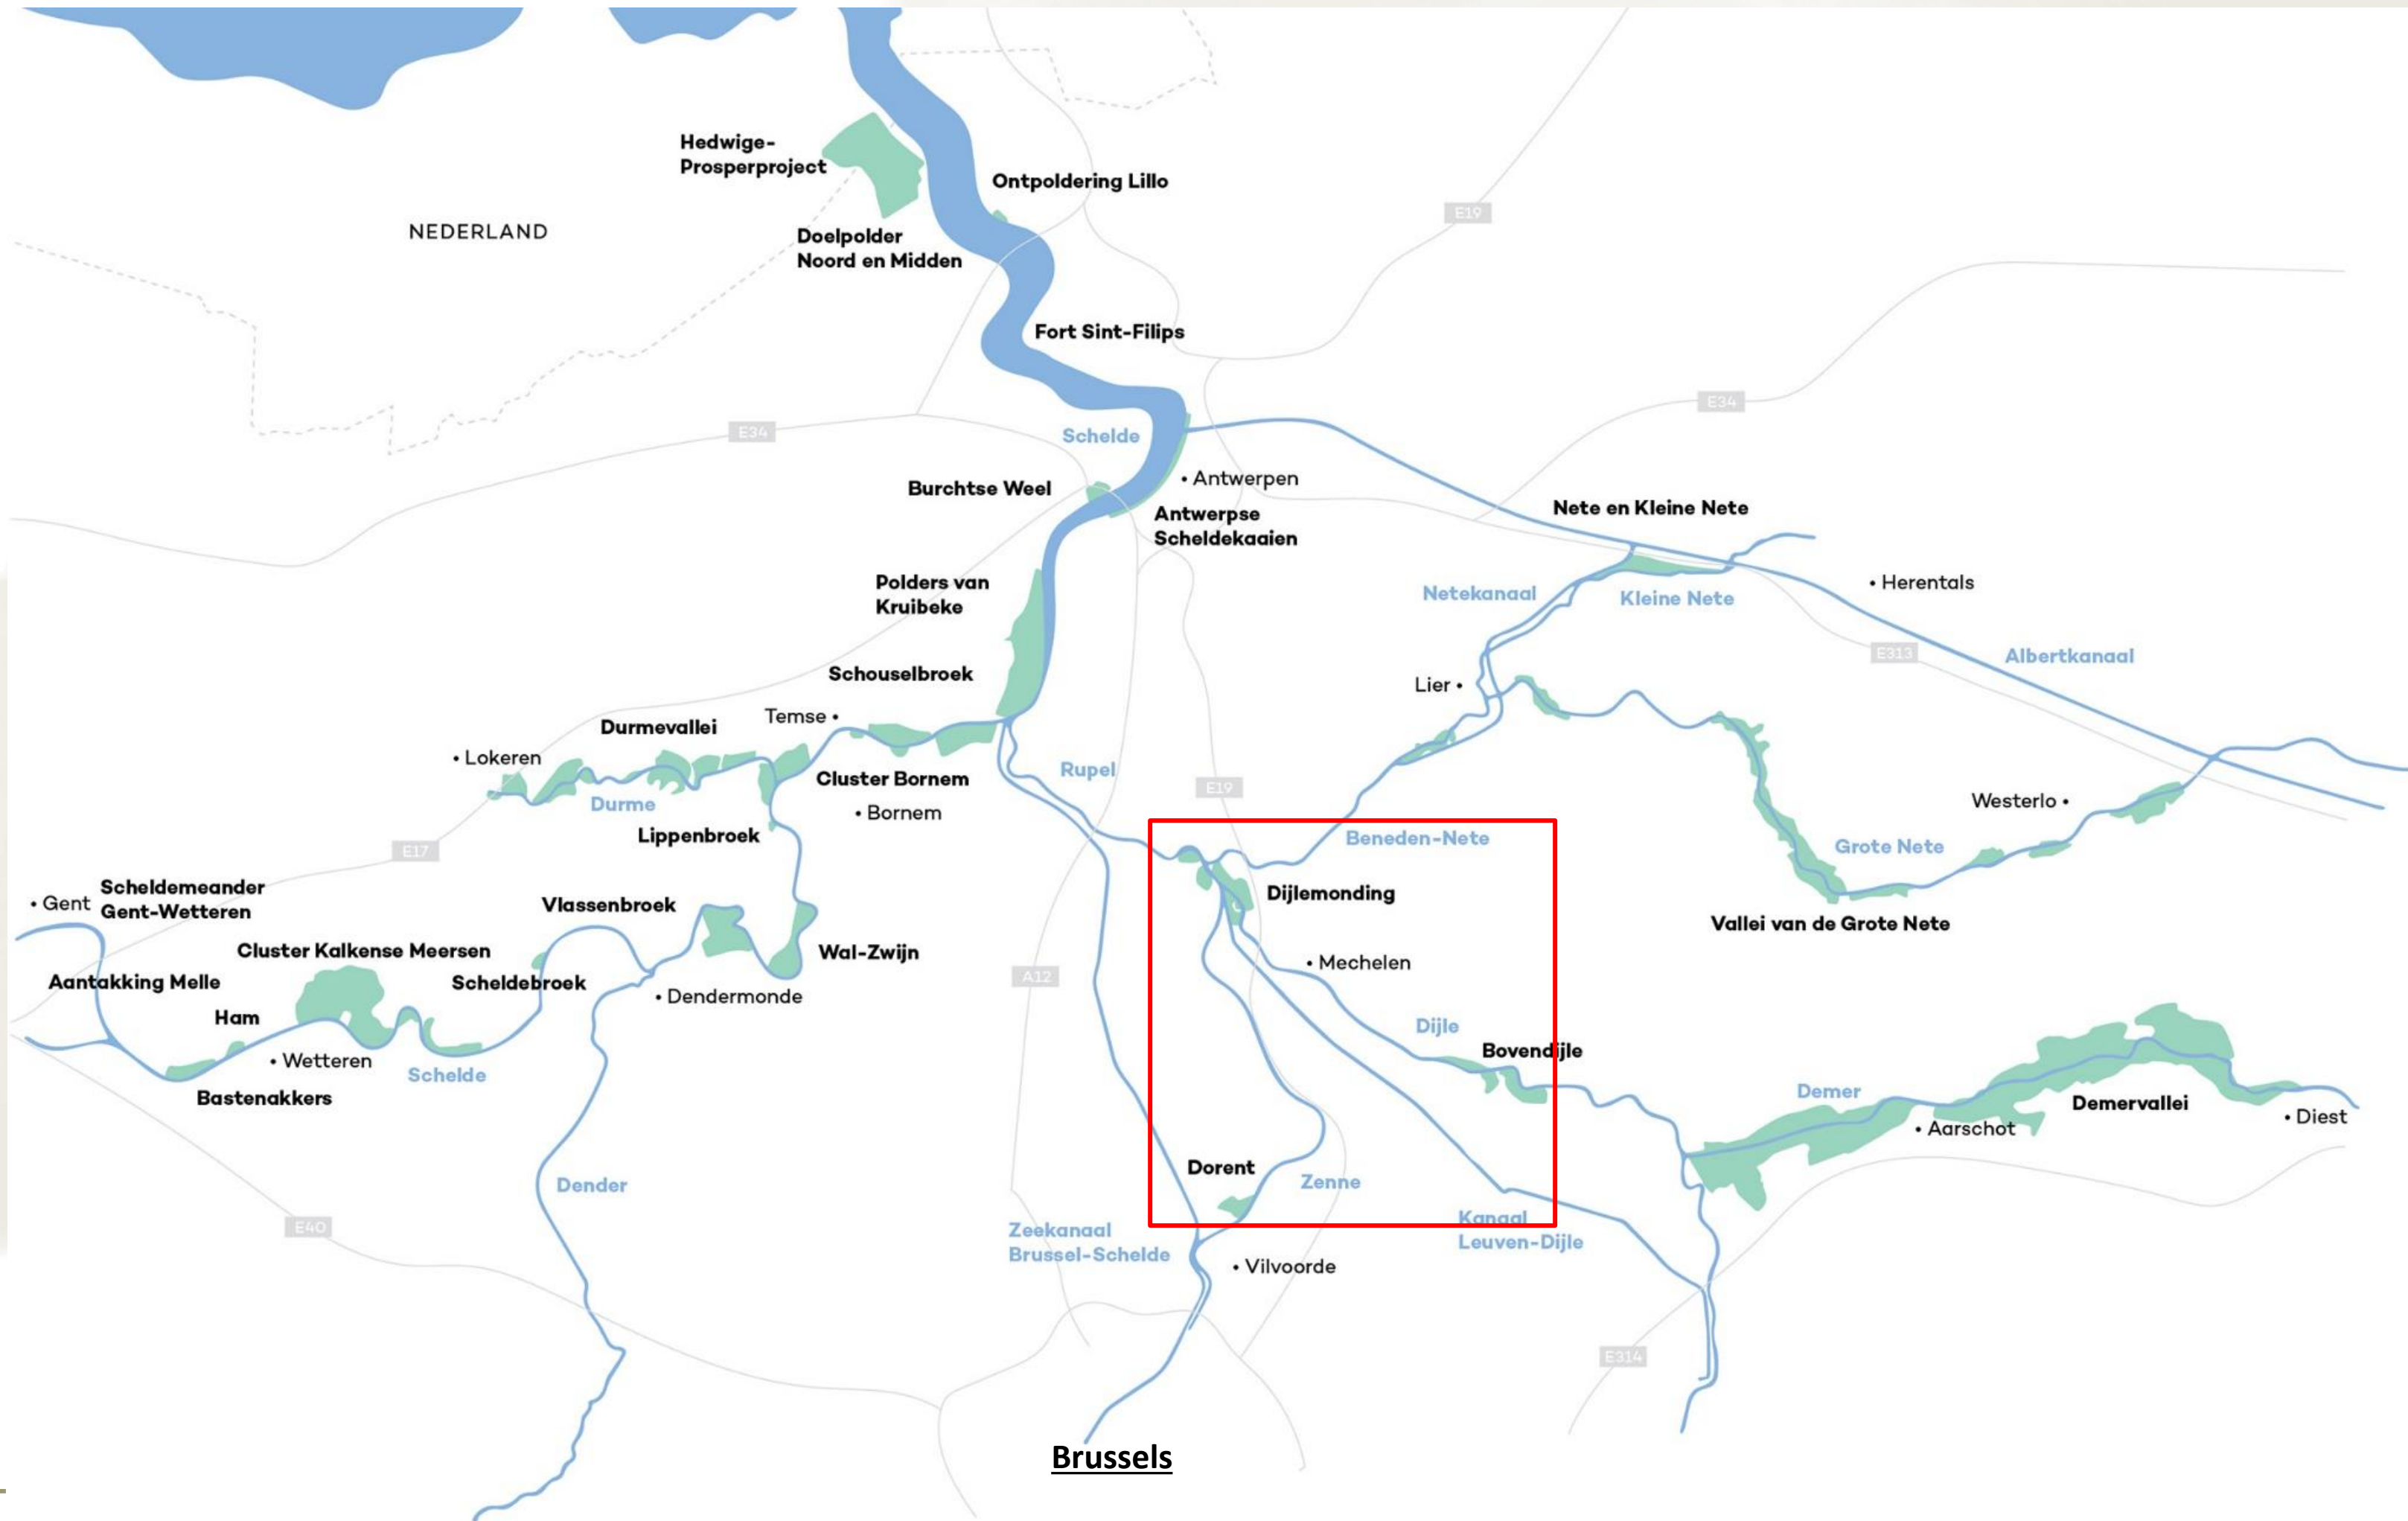 Hedwige-
Prosperproject
Ontpoldering Lillo
NEDERLAND
E19
Doelpolder
Noord en Midden
Fort Sint-Filips
E34
E34
Schelde
Burchtse Weel
• Antwerpen
Antwerpse
Scheldekaaien
Nete en Kleine Nete
Polders van
Kruibeke
Netekanaal
Kleine Nete
• Herentals
E313
Albertkanaal
Schouselbroek
Lier •
Temse •
Durmevallei
• Lokeren
Rupel
Cluster Bornem
Durme
• Bornem
E19
Westerlo •
Lippenbroek
Beneden-Nete
Grote Nete
E17
Scheldemeander
Gent-Wetteren
• Gent
Vlassenbroek
Dijlemonding
Vallei van de Grote Nete
Cluster Kalkense Meersen
Wal-Zwijn
• Mechelen
Aantakking Melle
Scheldebroek
A12
• Dendermonde
Ham
Dijle
Bovendijle
• Wetteren
Schelde
Bastenakkers
Demer
Demervallei
• Aarschot
• Diest
Dorent
Dender
Zenne
E40
Zeekanaal
Brussel-Schelde
Kanaal
Leuven-Dijle
• Vilvoorde
E314
Brussels